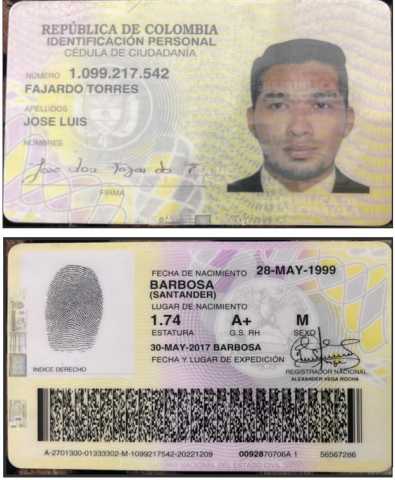 REPÚBLICA DE COLOMBIA
IDENTIFICACIÓN PERSONAL
CÉDULA DE CIUDADANÍA
NÚMERO 1.099.217.542
FAJARDO TORRES
APELLIDOS
JOSE LUIS
NOMBRES
FIRMA
FECHA DE NACIMIENTO 28-MAY-1999
BARBOSA
(SANTANDER)
LUGAR DE NACIMIENTO
1.74 A+ M
ESTATURA G.S. RH SEXO
30-MAY-2017 BARBOSA
FECHA Y LUGAR DE EXPEDICIÓN
INDICE DERECHO
REGISTRADOR NACIONAL
ALEXANDER VEGA ROCHA
A-2701300-01333302-M-1099217542-20221209 0092870706A 1 56567286